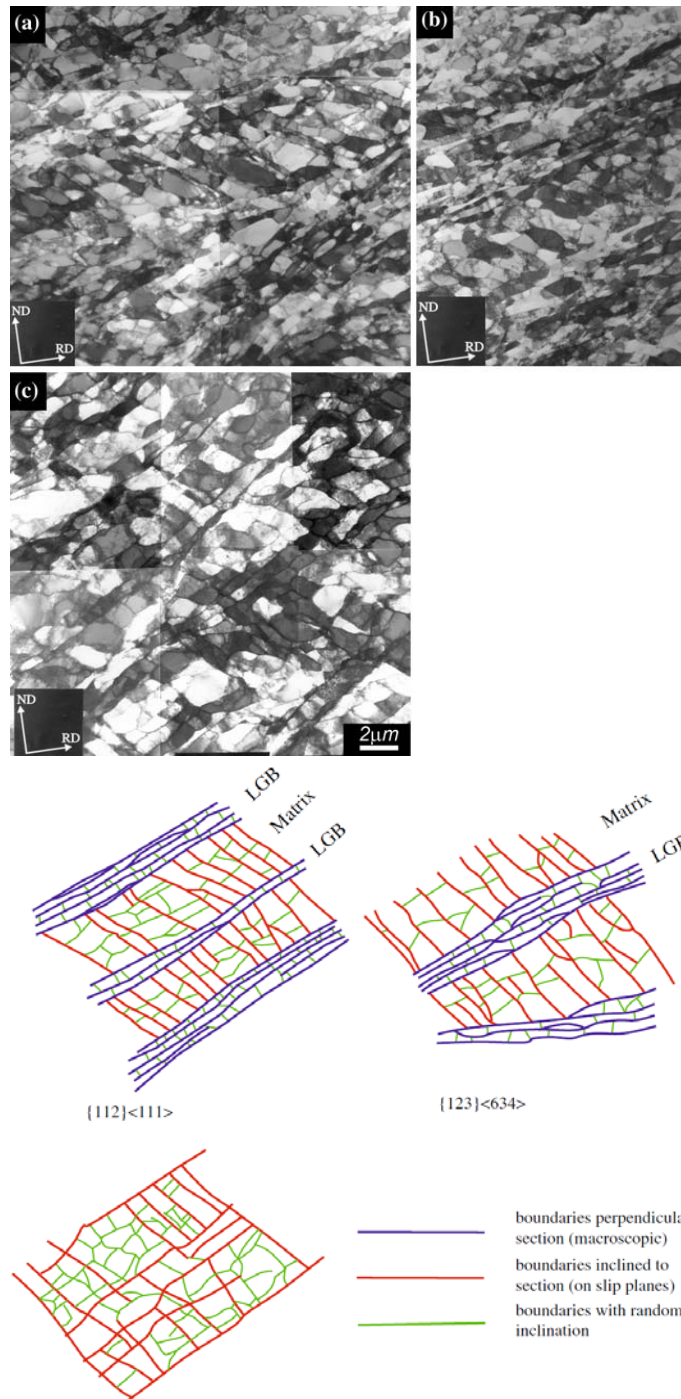 (a)
(b)
ND
RD
ND
RD
(c)
ND
RD
2μm
LGB
Matrix
LGB
Matrix
LGB
{112}<111>
{123}<634>
boundaries perpendicula
section (macroscopic)
boundaries inclined to
section (on slip planes)
boundaries with random
inclination